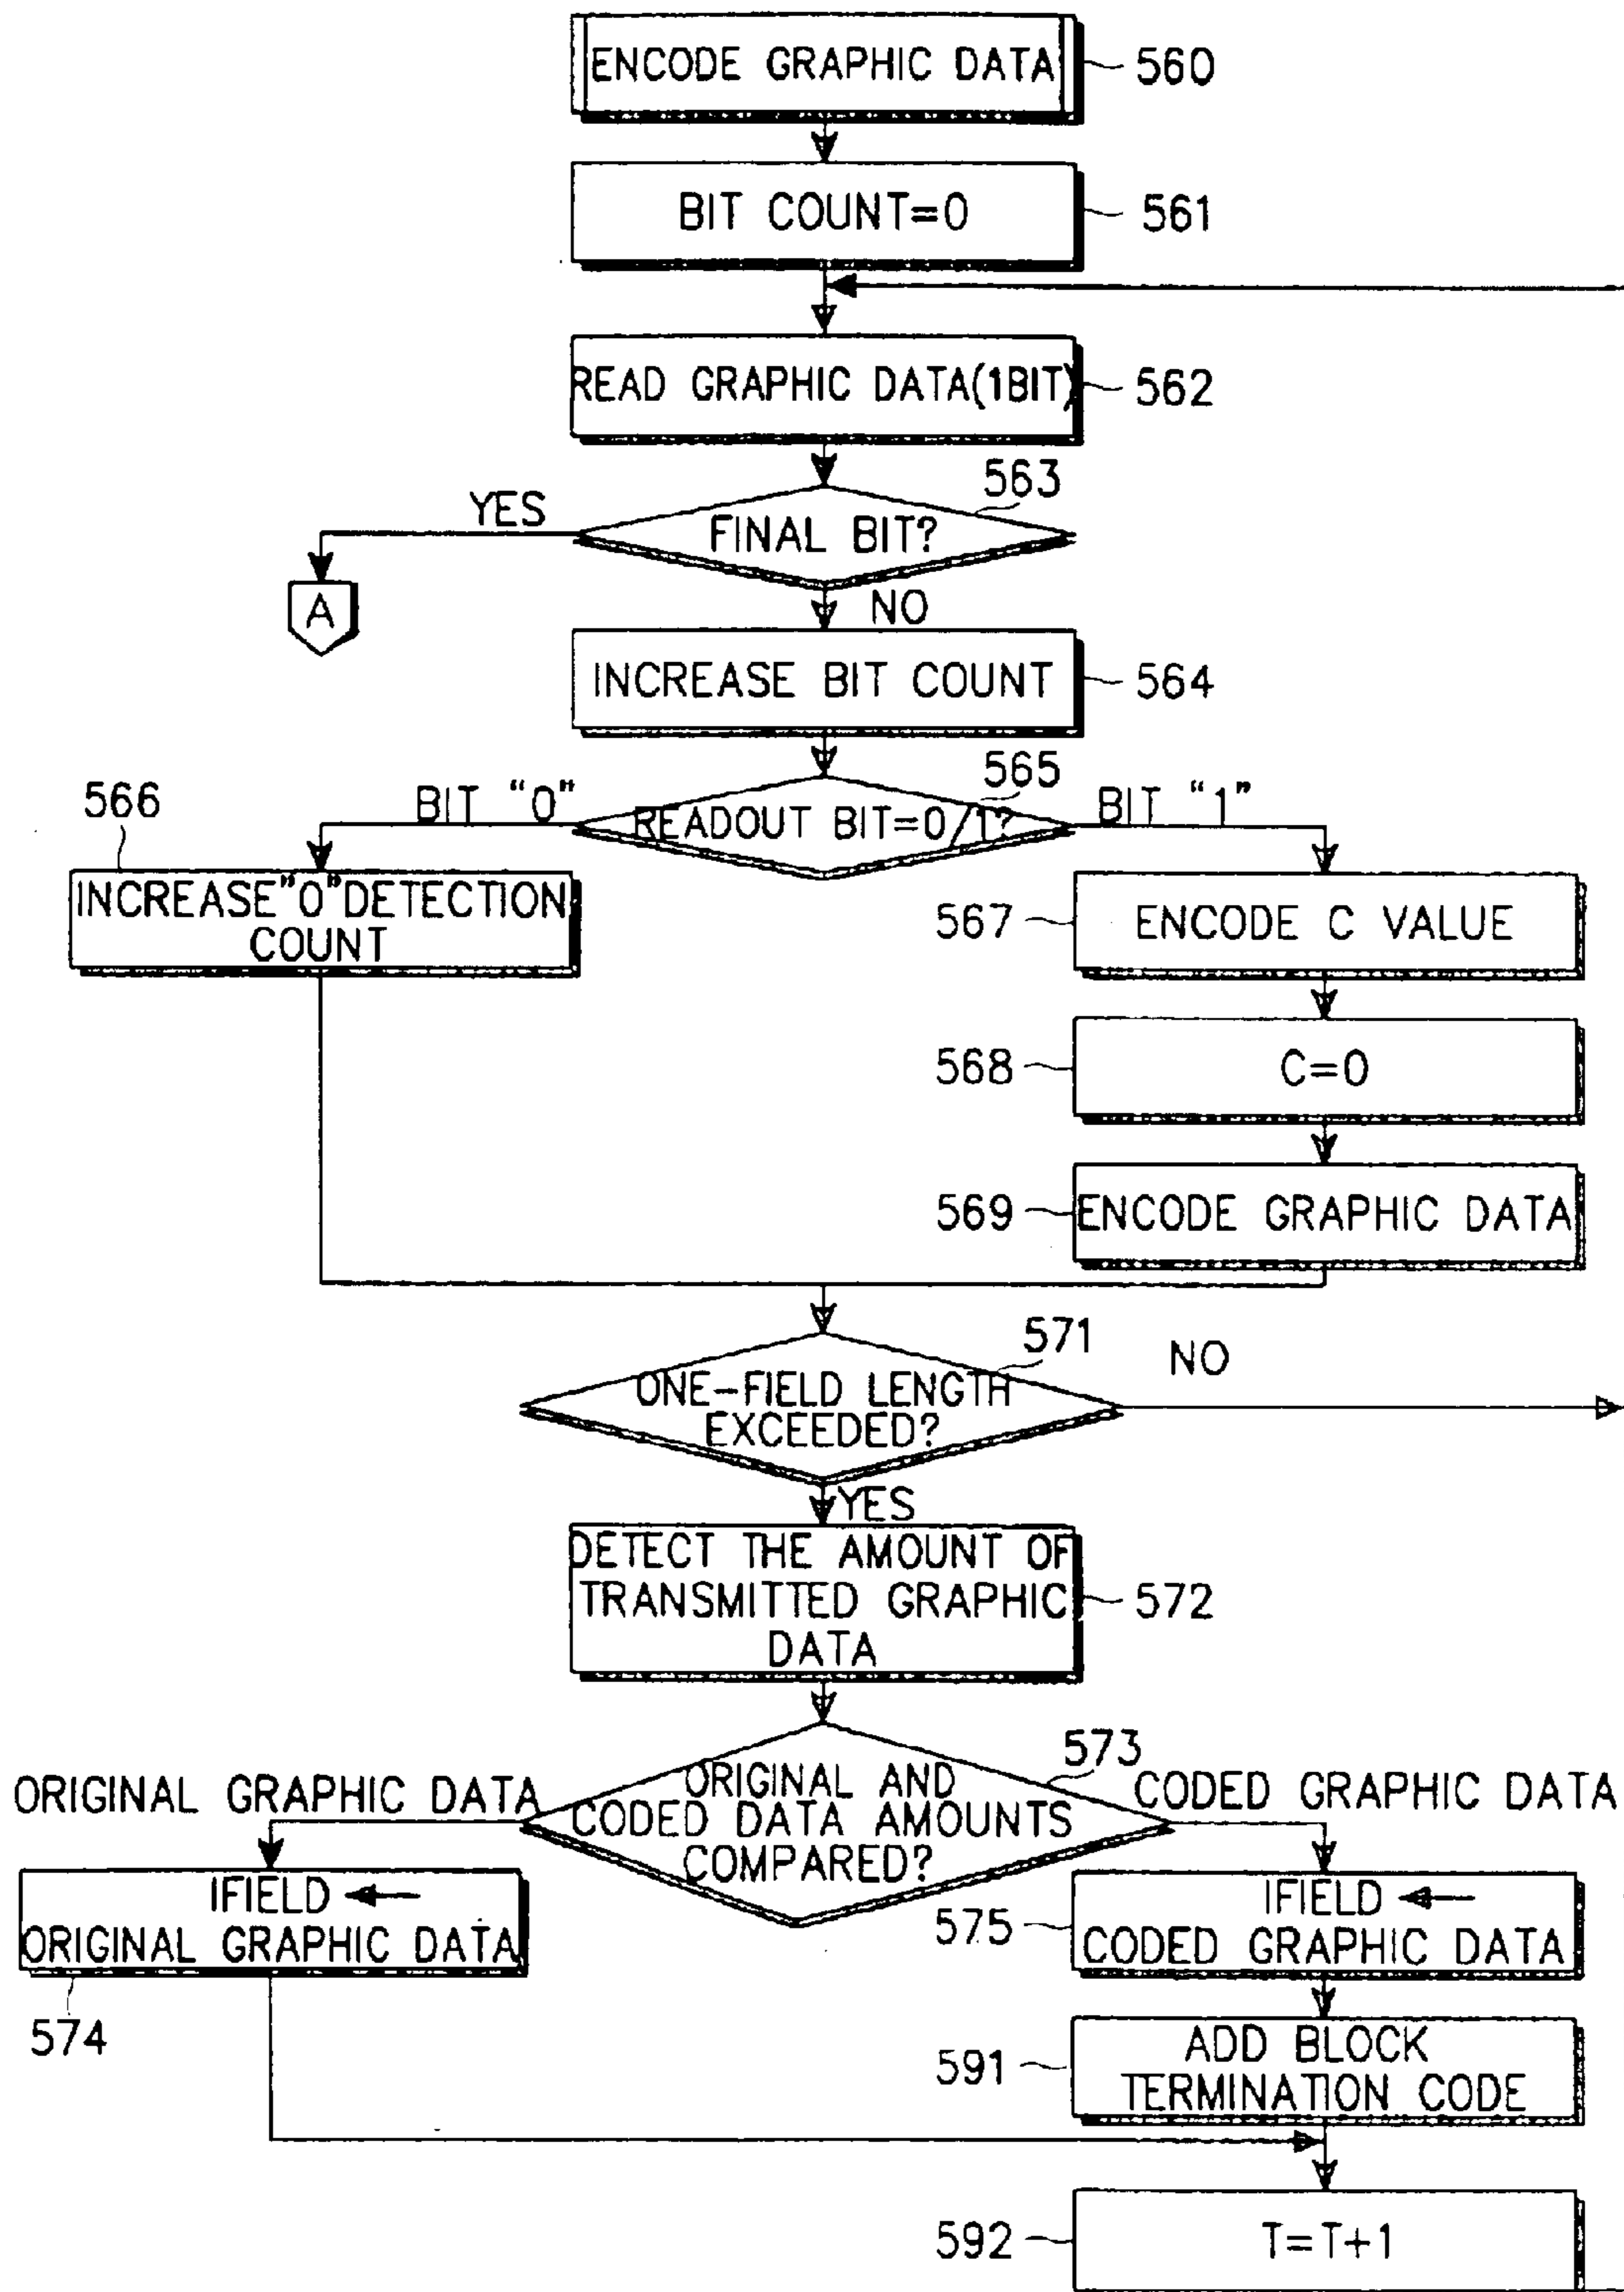 ENCODE GRAPHIC DATA
560
BIT COUNT=0
561
READ GRAPHIC DATA(1BIT)
562
563
YES
FINAL BIT?
A
NO
INCREASE BIT COUNT
564
565
566
BIT "0"
READOUT BIT=0/1?
BIT "1"
INCREASE"0"DETECTION
COUNT
567
ENCODE C VALUE
568
C=0
569
ENCODE GRAPHIC DATA
571
NO
ONE-FIELD LENGTH
EXCEEDED?
YES
DETECT THE AMOUNT OF
TRANSMITTED GRAPHIC
DATA
572
573
ORIGINAL GRAPHIC DATA
ORIGINAL AND
CODED DATA AMOUNTS
COMPARED?
CODED GRAPHIC DATA
IFIELD ←
ORIGINAL GRAPHIC DATA
574
575
IFIELD ←
CODED GRAPHIC DATA
591
ADD BLOCK
TERMINATION CODE
592
T=T+1